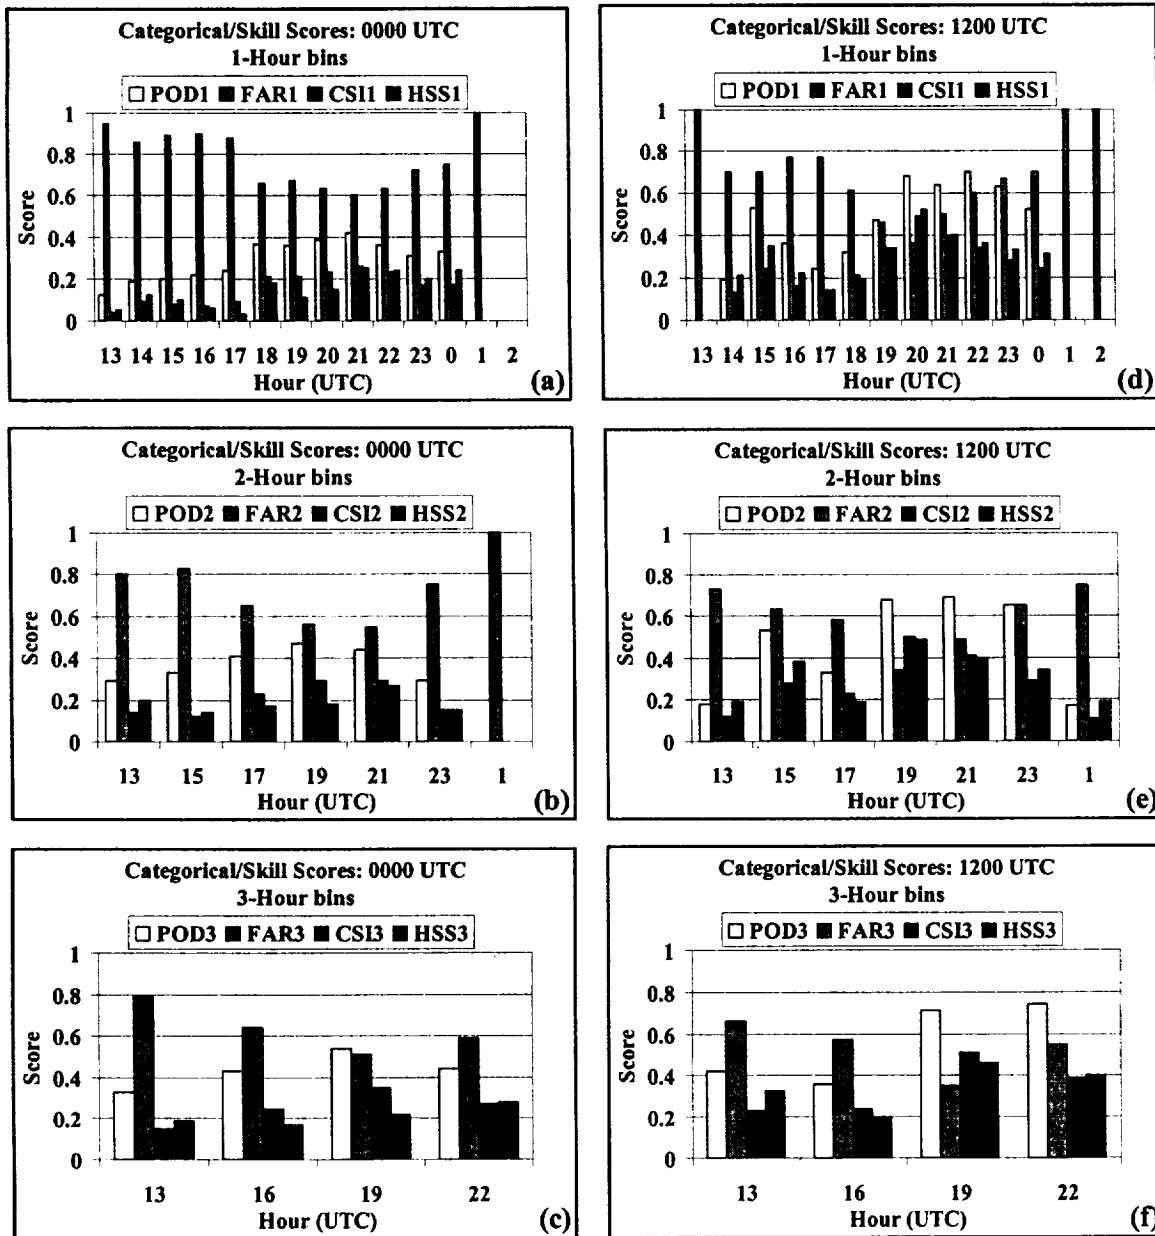 Categorical/Skill Scores: 0000 UTC
1-Hour bins
POD1 FAR1 CSI1 HSS1
1
0.8
0.6
0.4
0.2
0
Score
13 14 15 16 17 18 19 20 21 22 23 0 1 2
Hour (UTC)
(a)
Categorical/Skill Scores: 1200 UTC
1-Hour bins
POD1 FAR1 CSI1 HSS1
1
0.8
0.6
0.4
0.2
0
Score
13 14 15 16 17 18 19 20 21 22 23 0 1 2
Hour (UTC)
(d)
Categorical/Skill Scores: 0000 UTC
2-Hour bins
POD2 FAR2 CSI2 HSS2
1
0.8
0.6
0.4
0.2
0
Score
13 15 17 19 21 23 1
Hour (UTC)
(b)
Categorical/Skill Scores: 1200 UTC
2-Hour bins
POD2 FAR2 CSI2 HSS2
1
0.8
0.6
0.4
0.2
0
Score
13 15 17 19 21 23 1
Hour (UTC)
(e)
Categorical/Skill Scores: 0000 UTC
3-Hour bins
POD3 FAR3 CSI3 HSS3
1
0.8
0.6
0.4
0.2
0
Score
13 16 19 22
Hour (UTC)
(c)
Categorical/Skill Scores: 1200 UTC
3-Hour bins
POD3 FAR3 CSI3 HSS3
1
0.8
0.6
0.4
0.2
0
Score
13 16 19 22
Hour (UTC)
(f)